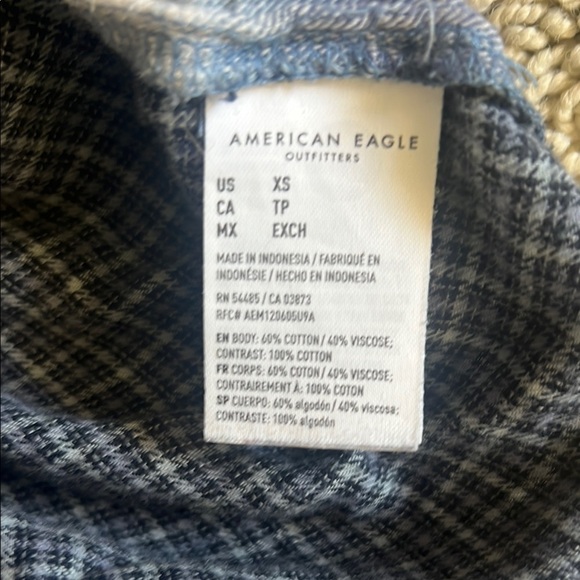 AMERICAN EAGLE
OUTFITTERS
US XS
CA TP
MX EXCH
MADE IN INDONESIA / FABRIQUÉ EN
INDONÉSIE / HECHO EN INDONESIA
RN 54485 / CA 03873
RFC# AEM120605U9A
EN BODY: 60% COTTON/ 40% VISCOSE;
CONTRAST: 100% COTTON
FR CORPS: 60% COTON/ 40% VISCOSE;
CONTRAIREMENT À: 100% COTON
SP CUERPO: 60% algodón/ 40% viscosa;
CONTRASTE: 100% algodón